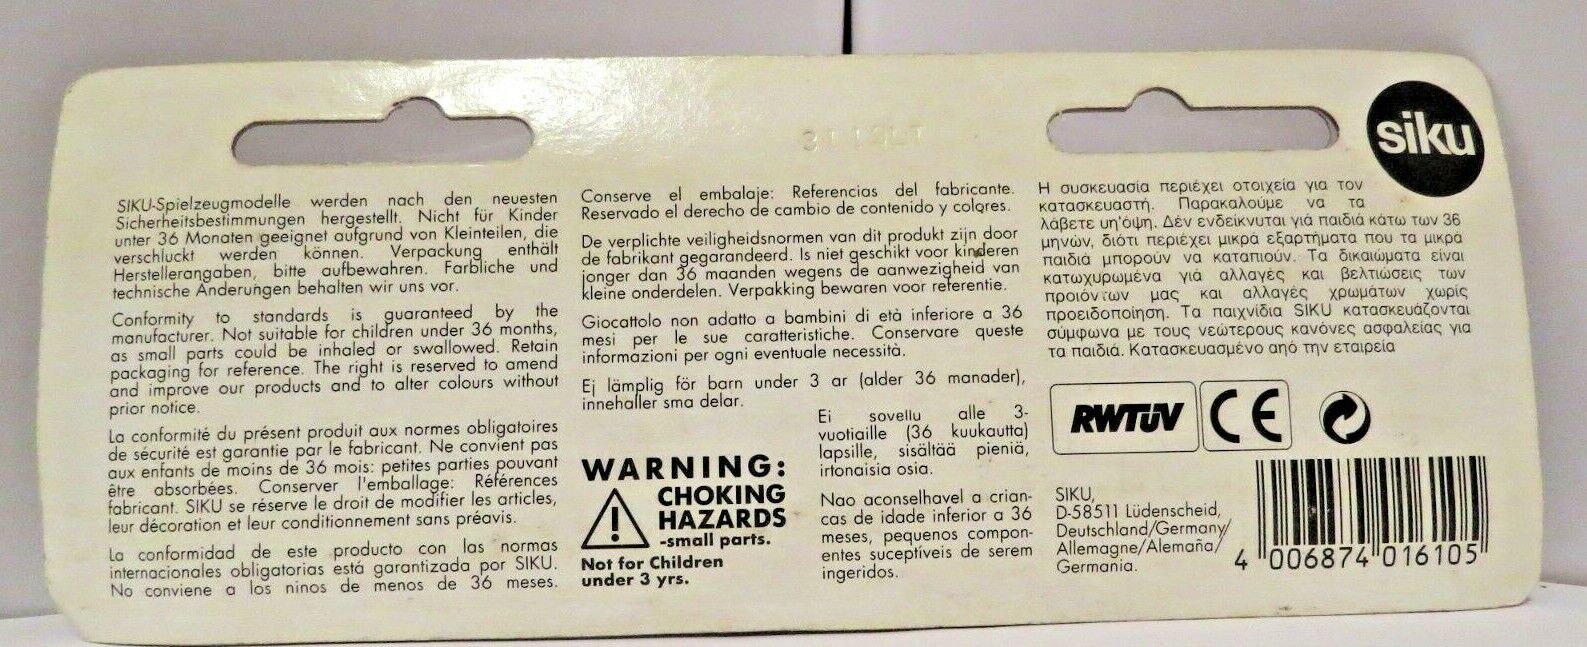 SIKU-Spielzeugmodelle werden nach den neuesten
Sicherheitsbestimmungen hergestellt. Nicht für Kinder
unter 36 Monaten geeignet aufgrund von Kleinteilen, die
verschluckt werden können. Verpackung enthält
Herstellerangaben, bitte aufbewahren. Farbliche und
technische Änderungen behalten wir uns vor.
Conformity to standards is guaranteed by the
manufacturer. Not suitable for children under 36 months,
as small parts could be inhaled or swallowed. Retain
packaging for reference. The right is reserved to amend
and improve our products and to alter colours without
prior notice.
La conformité du présent produit aux normes obligatoires
de sécurité est garantie par le fabricant. Ne convient pas
aux enfants de moins de 36 mois: petites parties pouvant
être absorbées. Conserver l'emballage: Références
fabricant. SIKU se réserve le droit de modifier les articles,
leur décoration et leur conditionnement sans préavis.
La conformidad de este producto con las normas
internacionales obligatorias está garantizada por SIKU.
No conviene a los ninos de menos de 36 meses.
Conserve el embalaje: Referencias del fabricante.
Reservado el derecho de cambio de contenido y colores.
De verplichte veiligheidsnormen van dit produkt zijn door
de fabrikant gegarandeerd. Is niet geschikt voor kinderen
jonger dan 36 maanden wegens de aanwezigheid van
kleine onderdelen. Verpakking bewaren voor referentie.
Giocattolo non adatto a bambini di età inferiore a 36
mesi per le sue caratteristiche. Conservare queste
informazioni per ogni eventuale necessità.
Ej lämplig för barn under 3 ar (alder 36 manader),
innehaller sma delar.
WARNING:
CHOKING
HAZARDS
-small parts.
Not for Children
under 3 yrs.
Ei sovellu alle 3-
vuotiaille (36 kuukautta)
lapsille, sisältää pieniä,
irtonaisia osia.
Nao aconselhavel a crian-
cas de idade inferior a 36
meses, pequenos compon-
entes suceptíveis de serem
ingeridos.
siku
Η συσκευασία περιέχει οτοιχεία για τον
κατασκευαστή. Παρακαλούμε να τα
λάβετε υη'όψη. Δέν ενδείκνυται γιά παιδιά κάτω των 36
μηνών, διότι περιέχει μικρά εξαρτήματα που τα μικρά
παιδιά μπορούν να καταπιούν. Τα δικαιώματα είναι
κατωχυρωμένα γιά αλλαγές και βελτιώσεις των
προϊόντων μας και αλλαγές χρωμάτων χωρίς
προειδοποίηση. Τα παιχνίδια SIKU κατασκευάζονται
σύμφωνα με τους νεώτερους κανόνες ασφαλείας για
τα παιδιά. Κατασκευασμένο αηό την εταιρεία
RWTÜV CE
SIKU,
D-58511 Lüdenscheid,
Deutschland/Germany/
Allemagne/Alemaña/
Germania.
4 006874 016105